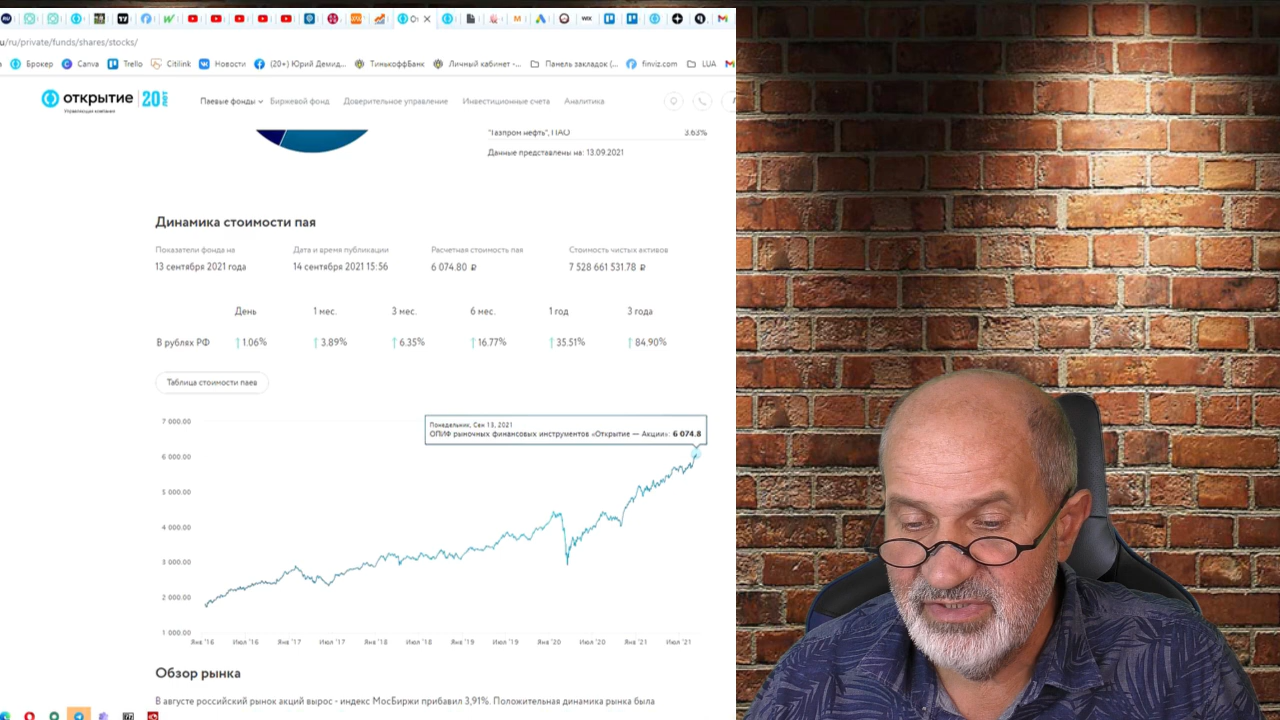 u/ru/private/funds/shares/stocks/
Брокер Canva Trello Citilink Новости (20+) Юрий Демид... ТинькоффБанк Личный кабинет -... Панель закладок (... finviz.com LUA
открытие 20 лет
Управляющая компания
Паевые фонды Биржевой фонд Доверительное управление Инвестиционные счета Аналитика
"Газпром нефть", ПАО 3.63%
Данные представлены на: 13.09.2021
Динамика стоимости пая
Показатели фонда на Дата и время публикации Расчетная стоимость пая Стоимость чистых активов
13 сентября 2021 года 14 сентября 2021 15:56 6 074.80 ₽ 7 528 661 531.78 ₽
День 1 мес. 3 мес. 6 мес. 1 год 3 года
В рублях РФ ↑ 1.06% ↑ 3.89% ↑ 6.35% ↑ 16.77% ↑ 35.51% ↑ 84.90%
Таблица стоимости паев
7 000.00
Понедельник, Сен 13, 2021
ОПИФ рыночных финансовых инструментов «Открытие — Акции»: 6 074.8
6 000.00
5 000.00
4 000.00
3 000.00
2 000.00
1 000.00
Янв '16 Июл '16 Янв '17 Июл '17 Янв '18 Июл '18 Янв '19 Июл '19 Янв '20 Июл '20 Янв '21 Июл '21
Обзор рынка
В августе российский рынок акций вырос - индекс МосБиржи прибавил 3,91%. Положительная динамика рынка была